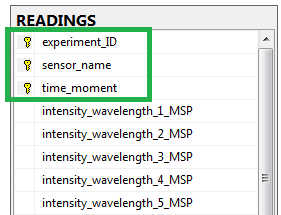 READINGS
experiment_ID
sensor_name
time_moment
intensity_wavelength_1_MSP
intensity_wavelength_2_MSP
intensity_wavelength_3_MSP
intensity_wavelength_4_MSP
intensity_wavelength_5_MSP